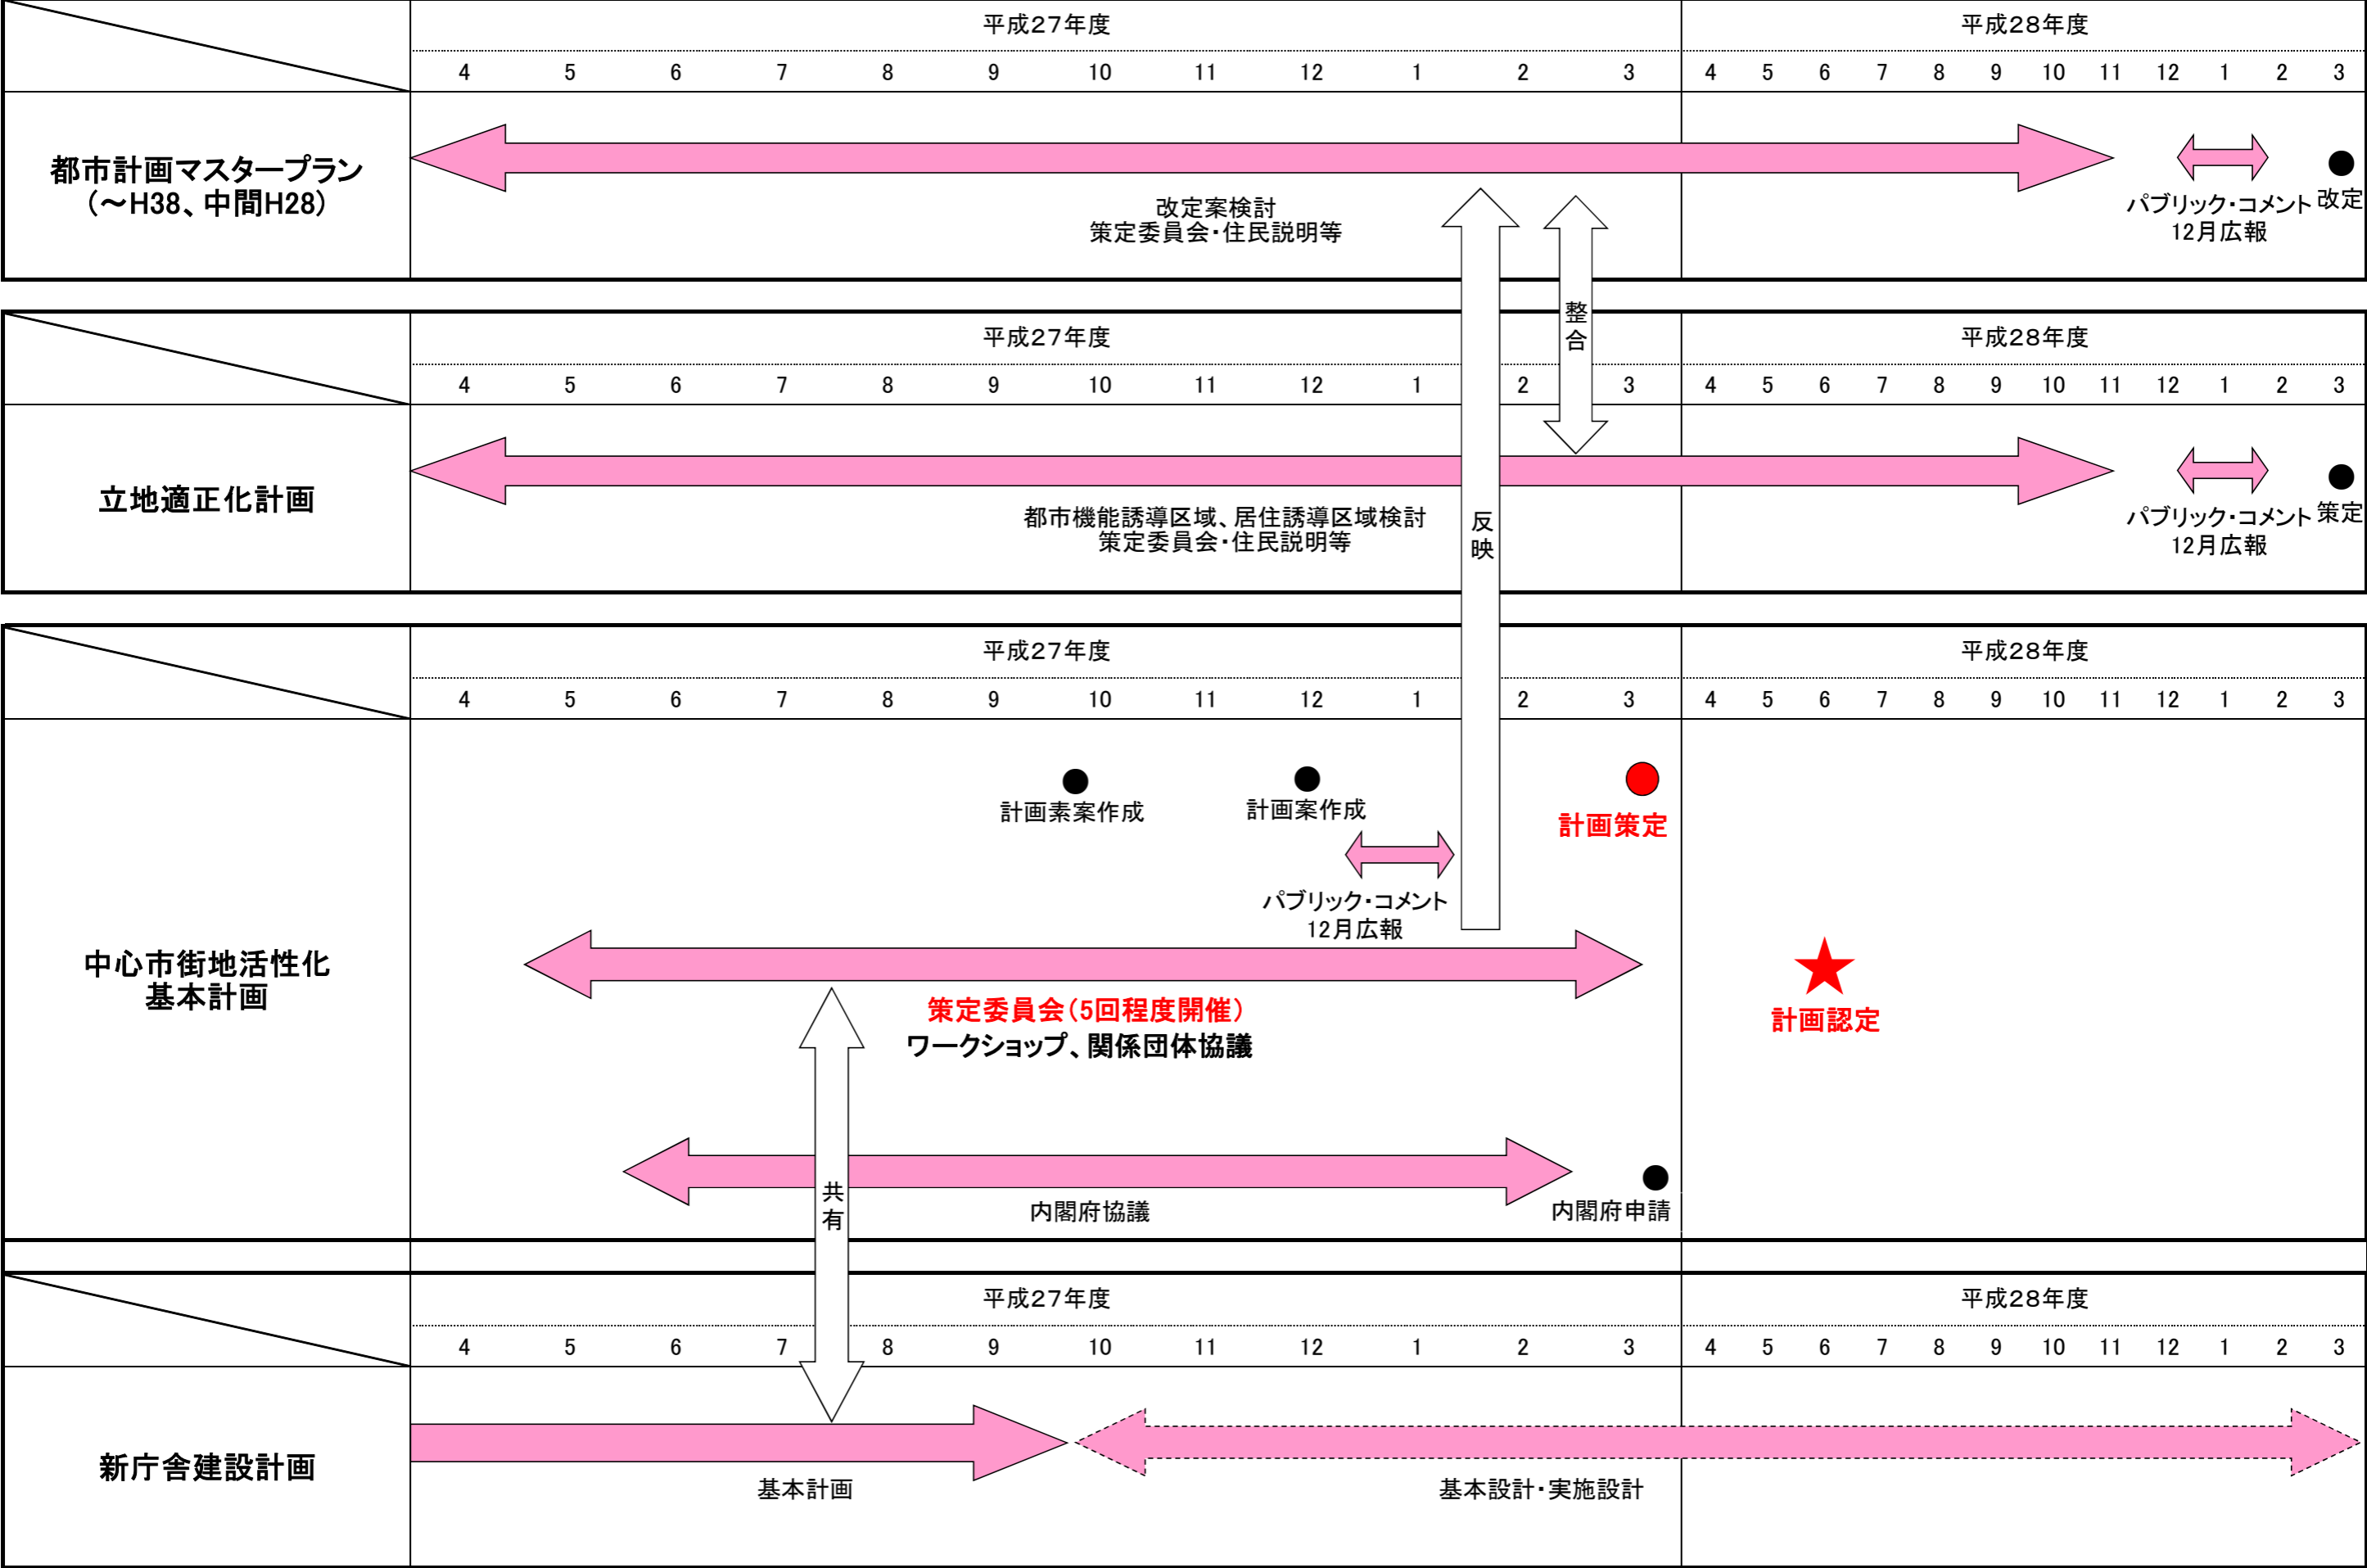 平成27年度 平成28年度
4 5 6 7 8 9 10 11 12 1 2 3 4 5 6 7 8 9 10 11 12 1 2 3
都市計画マスタープラン
(～H38、中間H28)
改定案検討
策定委員会・住民説明等
パブリック・コメント
12月広報
改定
整合
平成27年度 平成28年度
4 5 6 7 8 9 10 11 12 1 2 3 4 5 6 7 8 9 10 11 12 1 2 3
立地適正化計画
都市機能誘導区域、居住誘導区域検討
策定委員会・住民説明等
反映
パブリック・コメント
12月広報
策定
平成27年度 平成28年度
4 5 6 7 8 9 10 11 12 1 2 3 4 5 6 7 8 9 10 11 12 1 2 3
中心市街地活性化
基本計画
計画素案作成
計画案作成
計画策定
パブリック・コメント
12月広報
策定委員会(5回程度開催)
ワークショップ、関係団体協議
計画認定
共有
内閣府協議
内閣府申請
平成27年度 平成28年度
4 5 6 7 8 9 10 11 12 1 2 3 4 5 6 7 8 9 10 11 12 1 2 3
新庁舎建設計画
基本計画
基本設計・実施設計